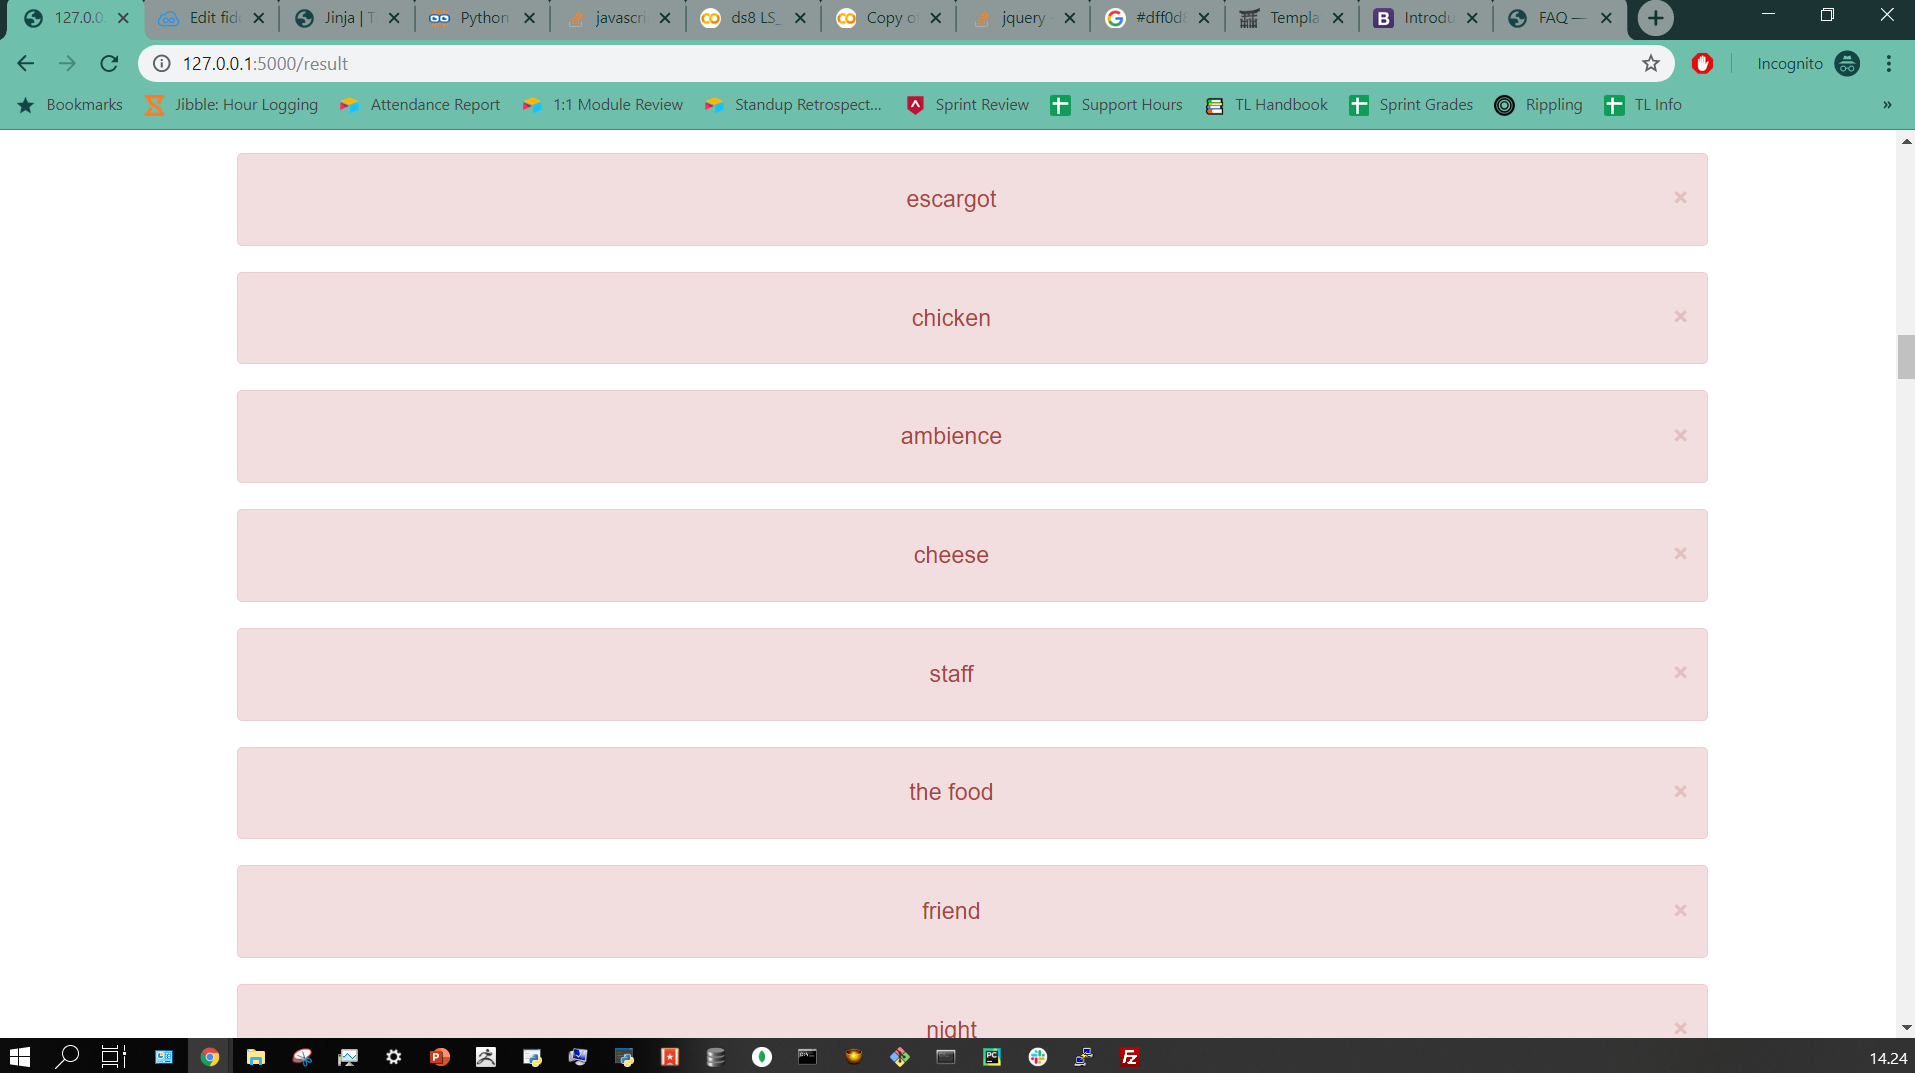 127.0.0. Edit fid Jinja | T Python javascri ds8 LS_ Copy o jquery - #dff0d8 Templa Introdu FAQ —
127.0.0.1:5000/result Incognito
Bookmarks Jibble: Hour Logging Attendance Report 1:1 Module Review Standup Retrospect... Sprint Review Support Hours TL Handbook Sprint Grades Rippling TL Info »
escargot ×
chicken ×
ambience ×
cheese ×
staff ×
the food ×
friend ×
night ×
14.24